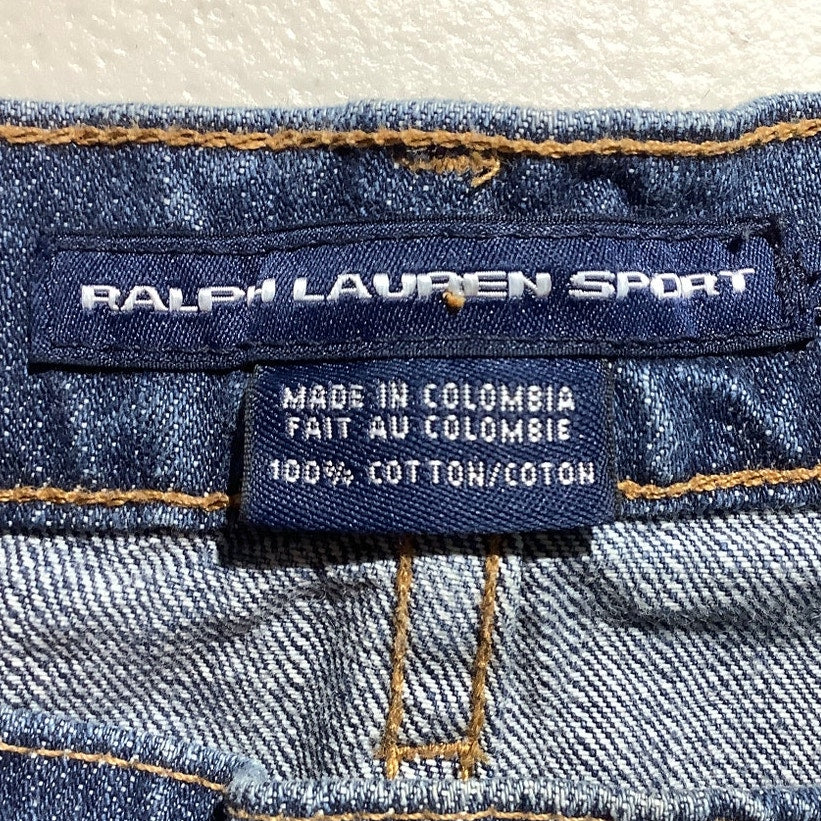 RALPH LAUREN SPORT
MADE IN COLOMBIA
FAIT AU COLOMBIE
100% COTTON/COTON